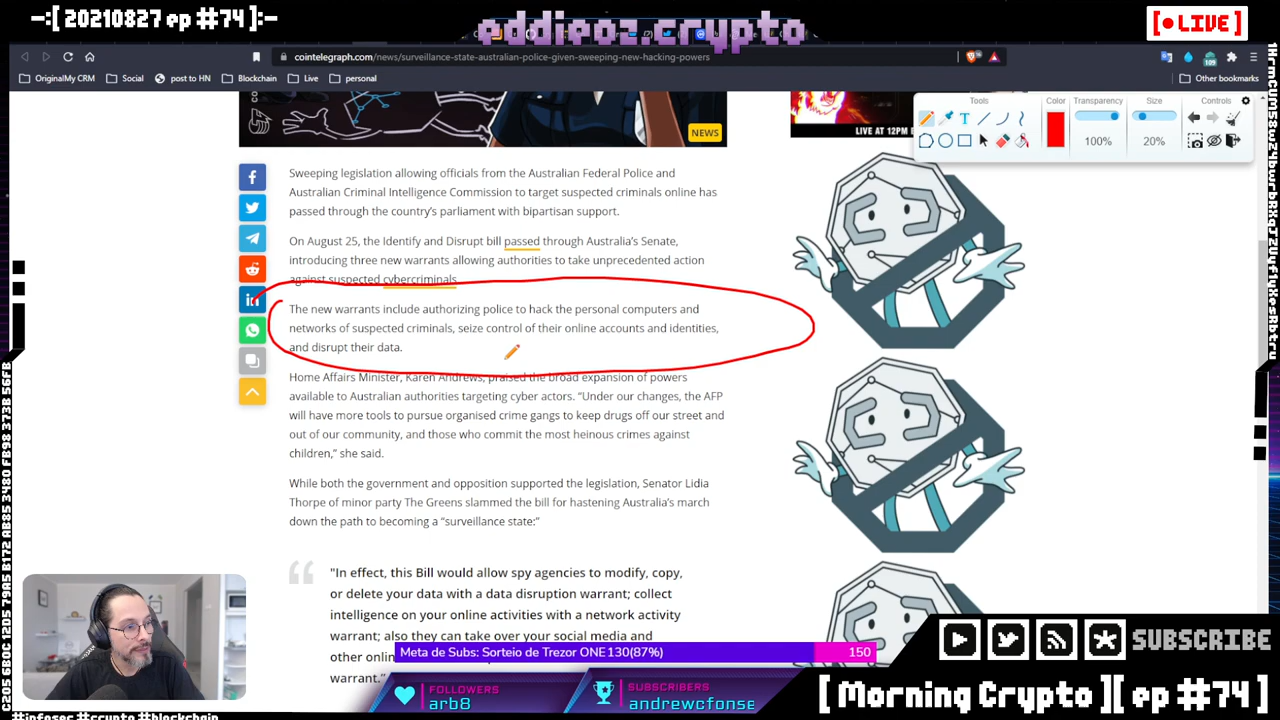 -:[ 20210827 ep #74 ]:-
eddieoz.crypto
[ LIVE ]
cointelegraph.com/news/surveillance-state-australian-police-given-sweeping-new-hacking-powers
109
OriginalMy CRM
Social
post to HN
Blockchain
Live
personal
Other bookmarks
Tools
Color
Transparency
Size
Controls
T
100%
20%
NEWS
LIVE AT 12PM
Sweeping legislation allowing officials from the Australian Federal Police and
Australian Criminal Intelligence Commission to target suspected criminals online has
passed through the country's parliament with bipartisan support.
On August 25, the Identify and Disrupt bill passed through Australia's Senate,
introducing three new warrants allowing authorities to take unprecedented action
against suspected cybercriminals.
The new warrants include authorizing police to hack the personal computers and
networks of suspected criminals, seize control of their online accounts and identities,
and disrupt their data.
Home Affairs Minister, Karen Andrews, praised the broad expansion of powers
available to Australian authorities targeting cyber actors. "Under our changes, the AFP
will have more tools to pursue organised crime gangs to keep drugs off our street and
out of our community, and those who commit the most heinous crimes against
children," she said.
While both the government and opposition supported the legislation, Senator Lidia
Thorpe of minor party The Greens slammed the bill for hastening Australia's march
down the path to becoming a "surveillance state:"
"In effect, this Bill would allow spy agencies to modify, copy,
or delete your data with a data disruption warrant; collect
intelligence on your online activities with a network activity
warrant; also they can take over your social media and
other onlin
warrant."
Meta de Subs: Sorteio de Trezor ONE 130(87%)
150
FOLLOWERS
arb8
SUBSCRIBERS
andrewcfonse
SUBSCRIBE
[ Morning Crypto ][ ep #74 ]
#infosec #crypto #blockchain